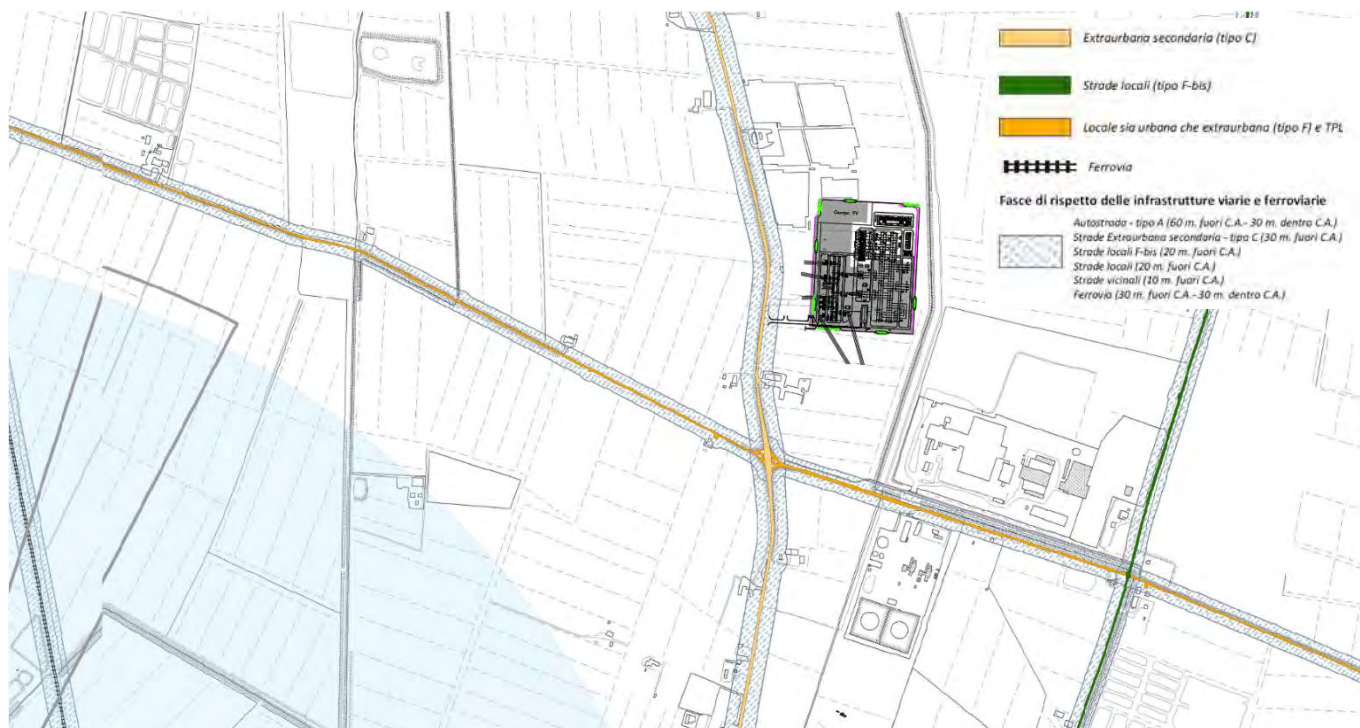 Extraurbana secondaria (tipo C)
Strade locali (tipo F-bis)
Locale sia urbana che extraurbana (tipo F) e TPL
Ferrovia
Fasce di rispetto delle infrastrutture viarie e ferroviarie
Autostrada - tipo A (60 m. fuori C.A.- 30 m. dentro C.A.)
Strade Extraurbana secondaria - tipo C (30 m. fuori C.A.)
Strade locali F-bis (20 m. fuori C.A.)
Strade locali (20 m. fuori C.A.)
Strade vicinali (10 m. fuori C.A.)
Ferrovia (30 m. fuori C.A.- 30 m. dentro C.A.)
Campo PV